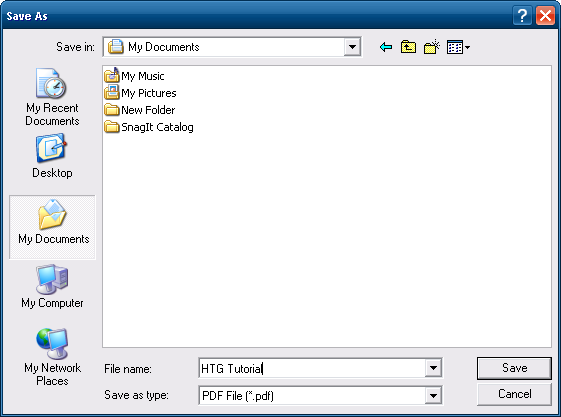 Save As
Save in: My Documents
My Recent
Documents
Desktop
My Documents
My Computer
My Network
Places
My Music
My Pictures
New Folder
SnagIt Catalog
File name: HTG Tutorial Save
Save as type: PDF File (*.pdf) Cancel